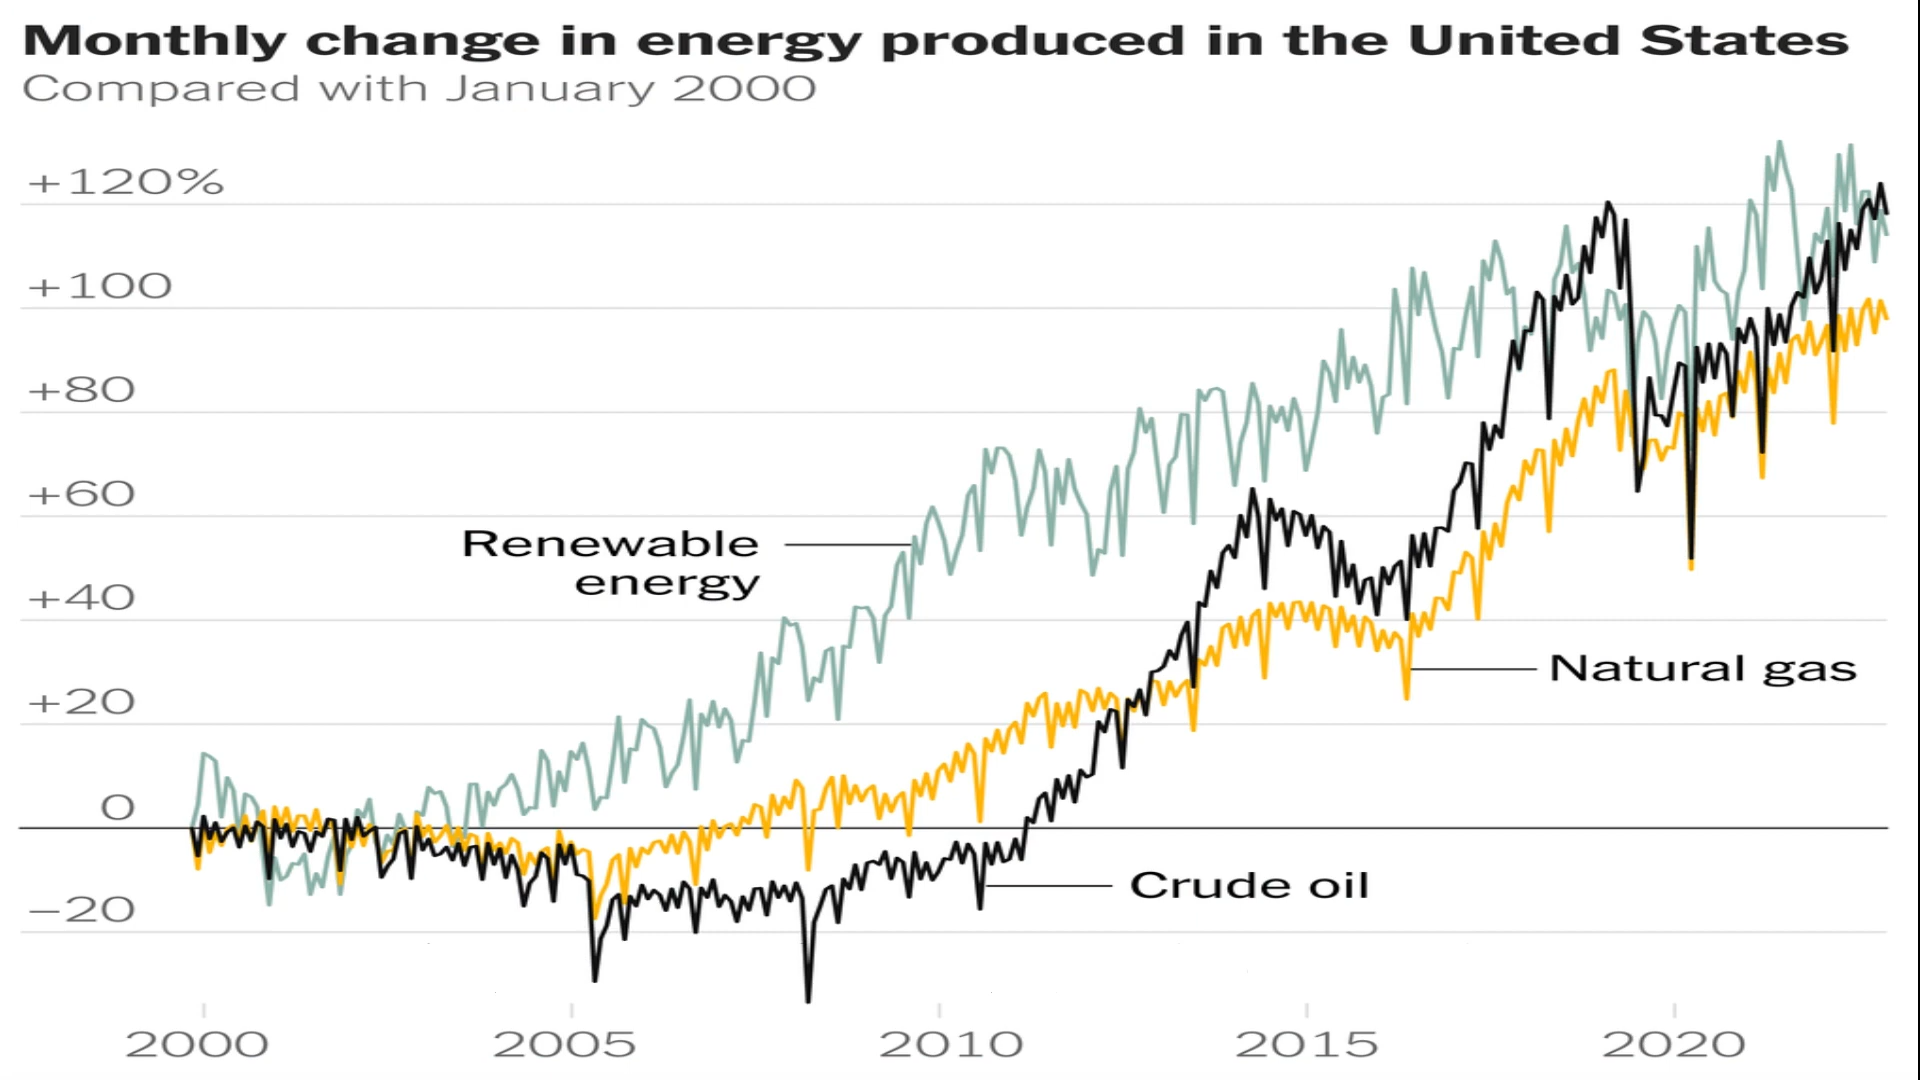 Monthly change in energy produced in the United States
Compared with January 2000
+120%
+100
+80
+60
Renewable
energy
+40
Natural gas
+20
0
Crude oil
−20
2000 2005 2010 2015 2020